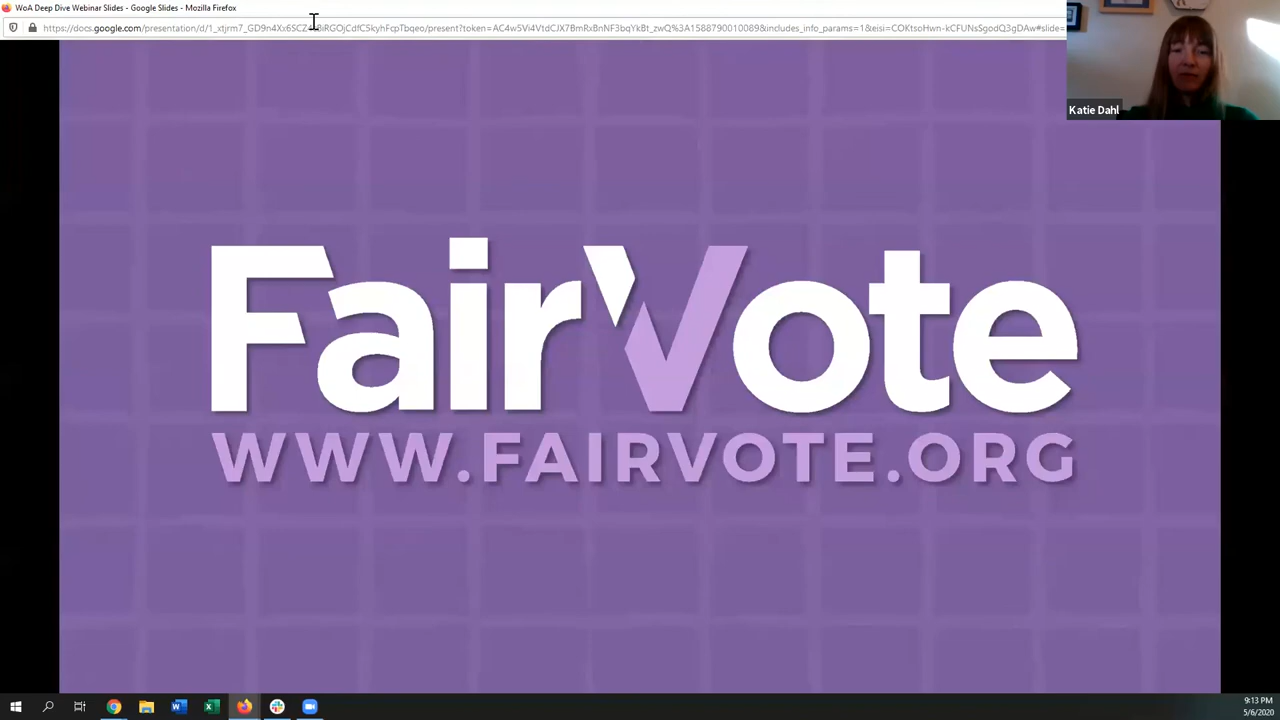 WoA Deep Dive Webinar Slides - Google Slides - Mozilla Firefox
Katie Dahl
FairVote
WWW.FAIRVOTE.ORG
9:13 PM
5/6/2020